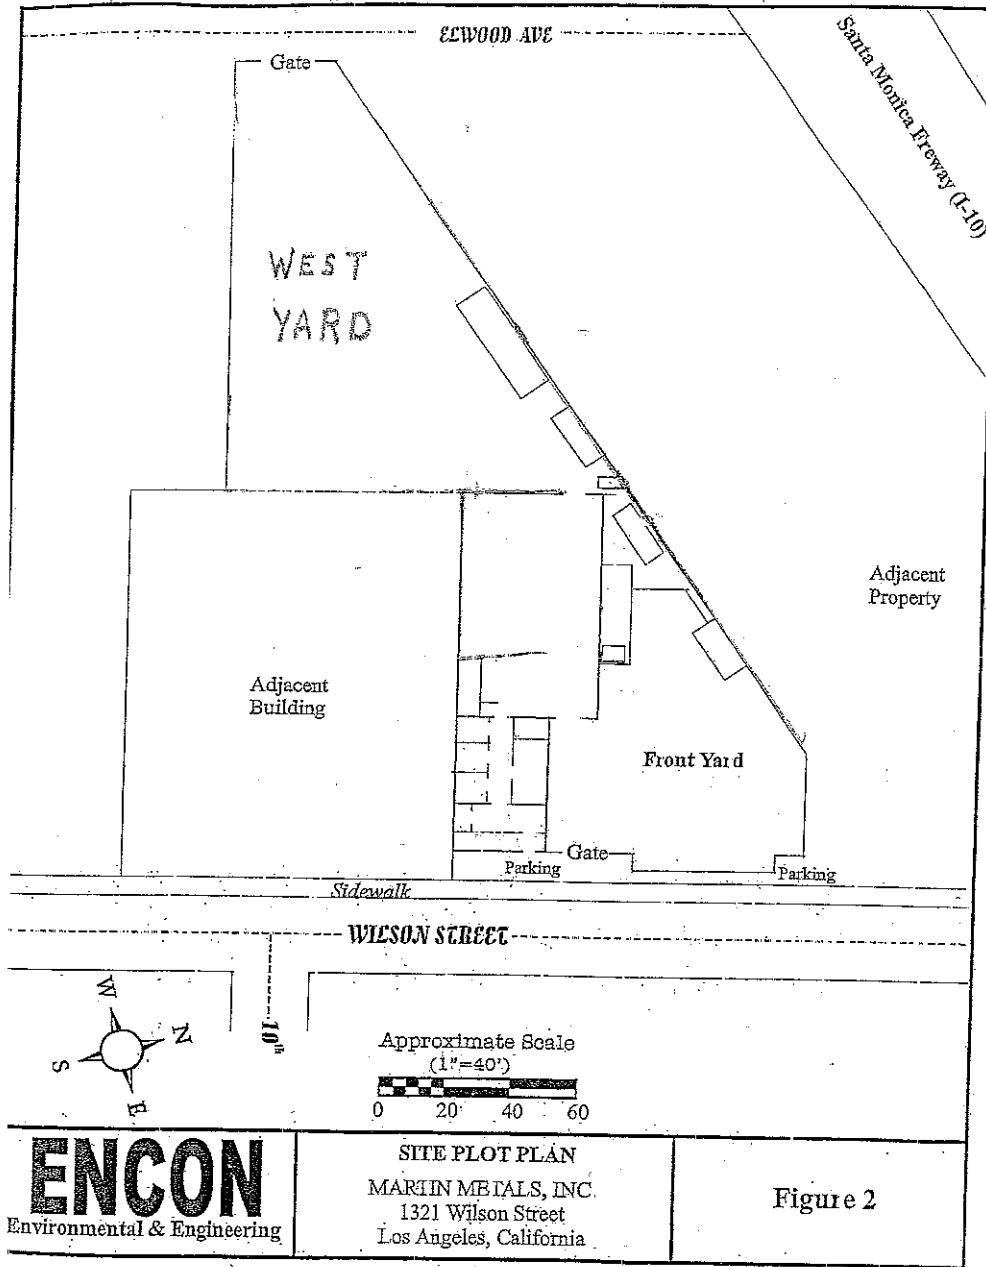 ELWOOD AVE
Gate
Santa Monica Freway (I-10)
WEST
YARD
Adjacent
Property
Adjacent
Building
Front Yard
Gate
Parking
Parking
Sidewalk
WILSON STREET
10th
W
N
S
E
Approximate Scale
(1"=40')
0 20 40 60
ENCON
Environmental & Engineering
SITE PLOT PLAN
MARTIN METALS, INC.
1321 Wilson Street
Los Angeles, California
Figure 2